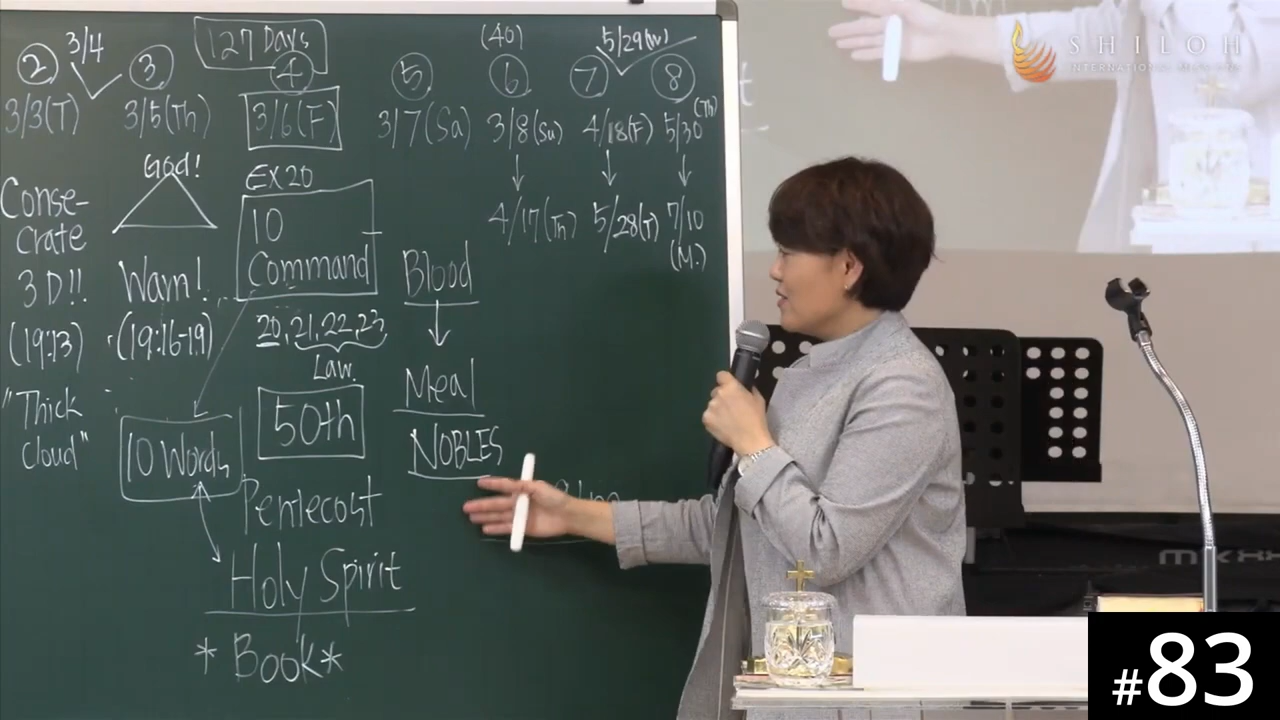 127 Days
(40)
5/29(W)
② 3/4 ③ ④ ⑤ ⑥ ⑦ ⑧
3/3(T) 3/5(Th) 3/6(F) 3/7(Sa) 3/8(Su) 4/18(F) 5/30(Th)
4/17(Th) 5/28(T) 7/10
(M.)
God!
EX 20
10
Command
Conse-
crate
3D!!
(19:13)
"Thick
Cloud"
Warn!
(19:16-19)
20,21,22,23
Law.
10 Words
50th
Pentecost
Holy Spirit
*Book*
Blood
Meal
NOBLES
SHILOH
INTERNATIONAL MISSION
#83